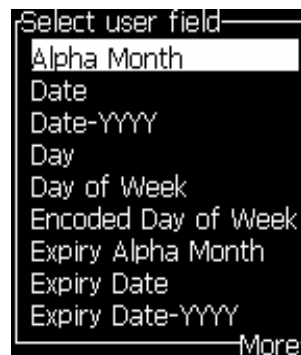 Select user field
Alpha Month
Date
Date-YYYY
Day
Day of Week
Encoded Day of Week
Expiry Alpha Month
Expiry Date
Expiry Date-YYYY
More